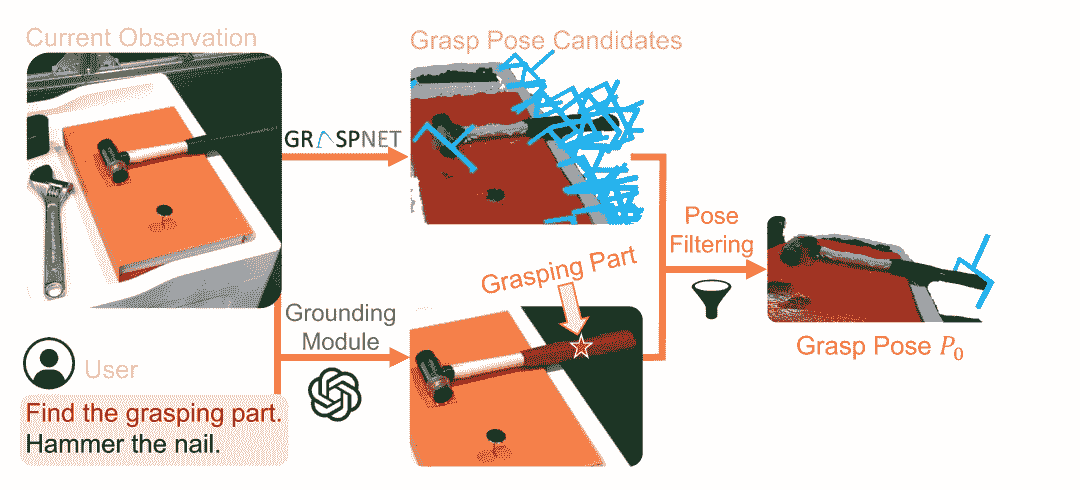 Current Observation
Grasp Pose Candidates
GRASPNET
Pose
Filtering
Grasping Part
Grounding
Module
Grasp Pose P₀
User
Find the grasping part.
Hammer the nail.